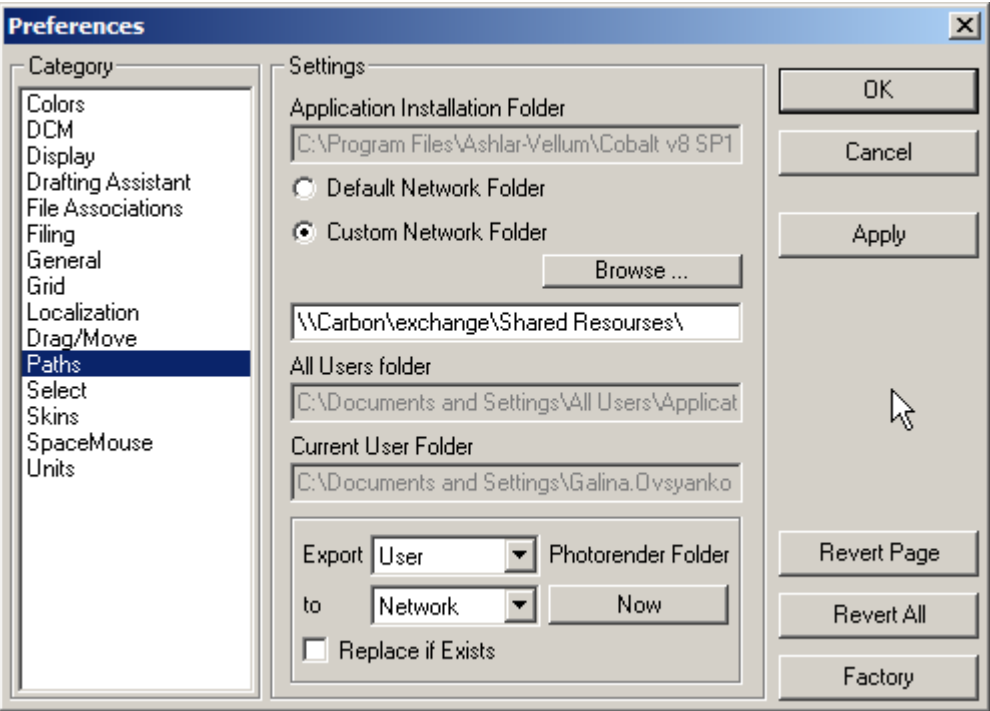 Preferences
Category
Colors
DCM
Display
Drafting Assistant
File Associations
Filing
General
Grid
Localization
Drag/Move
Paths
Select
Skins
SpaceMouse
Units
Settings
Application Installation Folder
C:\Program Files\Ashlar-Vellum\Cobalt v8 SP1
Default Network Folder
Custom Network Folder
Browse ...
\\Carbon\exchange\Shared Resourses\
All Users folder
C:\Documents and Settings\All Users\Applicat
Current User Folder
C:\Documents and Settings\Galina.Ovsyanko
Export User Photorender Folder
to Network Now
Replace if Exists
OK
Cancel
Apply
Revert Page
Revert All
Factory